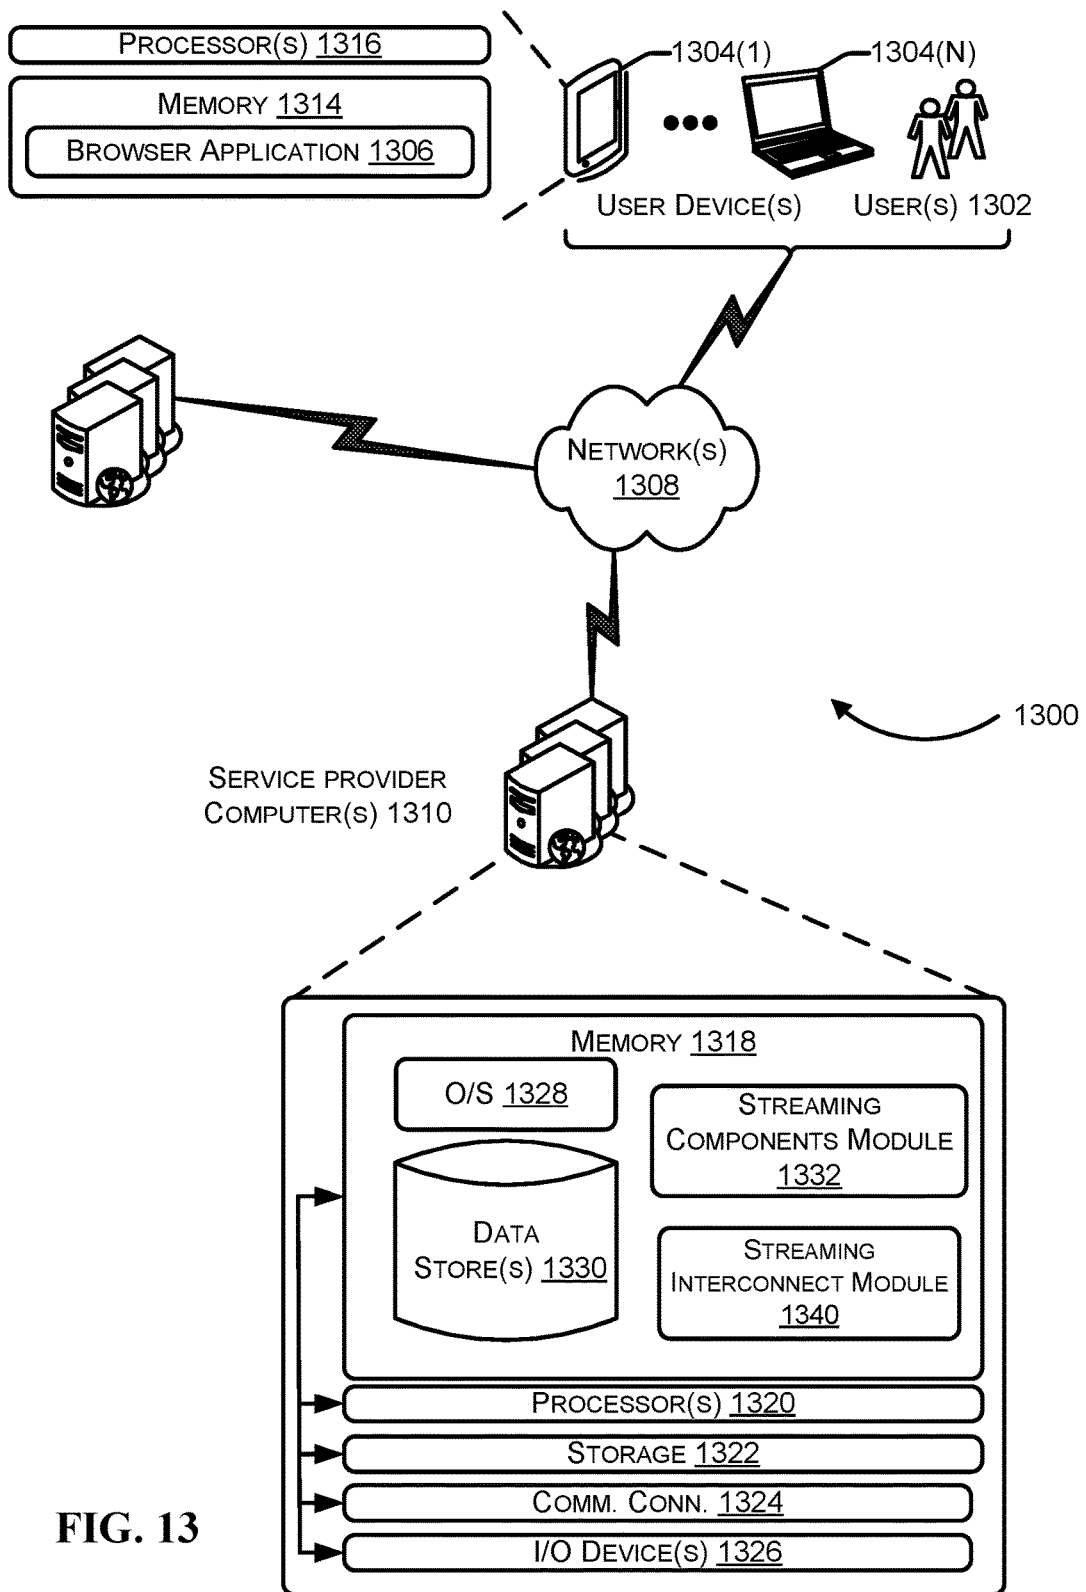 PROCESSOR(S) 1316
MEMORY 1314
BROWSER APPLICATION 1306
1304(1)
1304(N)
USER DEVICE(S)
USER(S) 1302
NETWORK(S)
1308
1300
SERVICE PROVIDER
COMPUTER(S) 1310
MEMORY 1318
O/S 1328
STREAMING
COMPONENTS MODULE
1332
DATA
STORE(S) 1330
STREAMING
INTERCONNECT MODULE
1340
PROCESSOR(S) 1320
STORAGE 1322
COMM. CONN. 1324
I/O DEVICE(S) 1326
FIG. 13